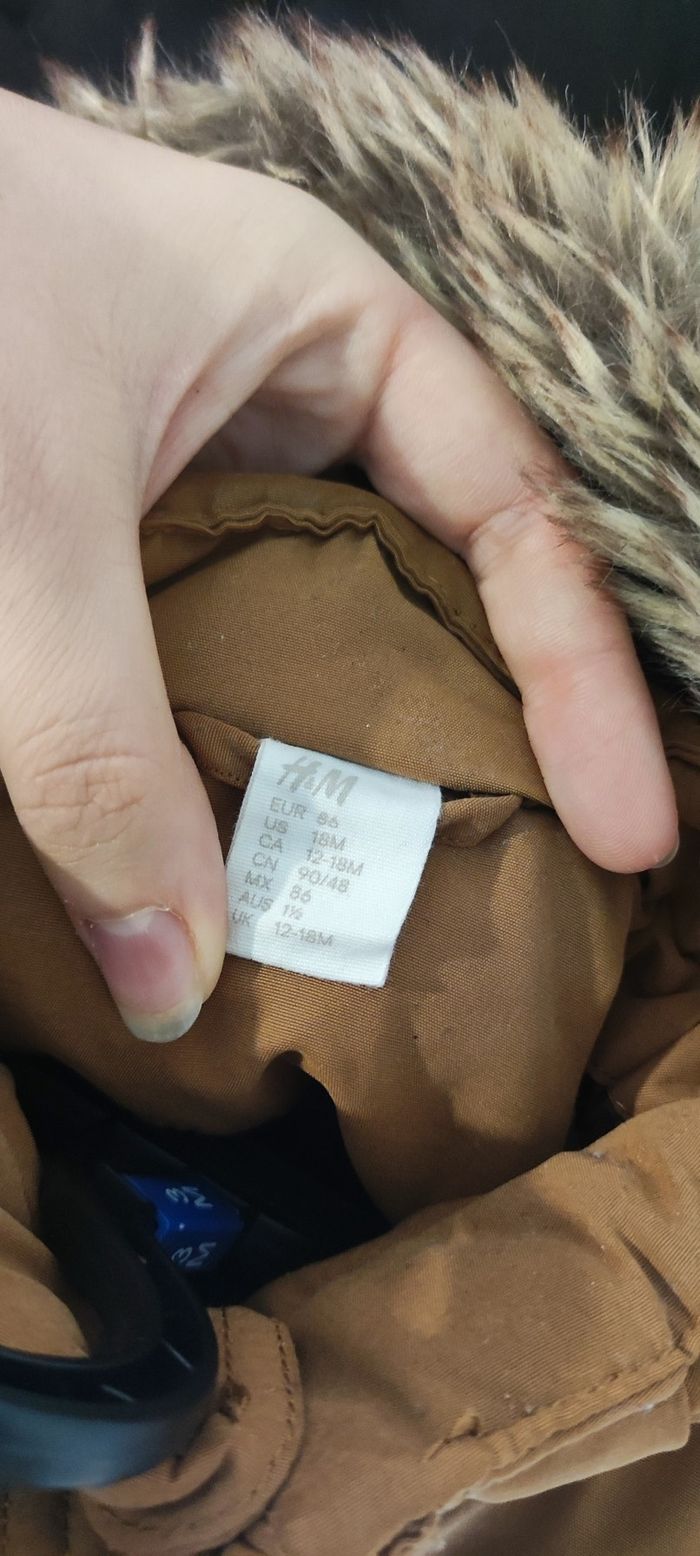 H&M
EUR 86
US 18M
CA 12-18M
CN 90/48
MX 86
AUS 1½
UK 12-18M